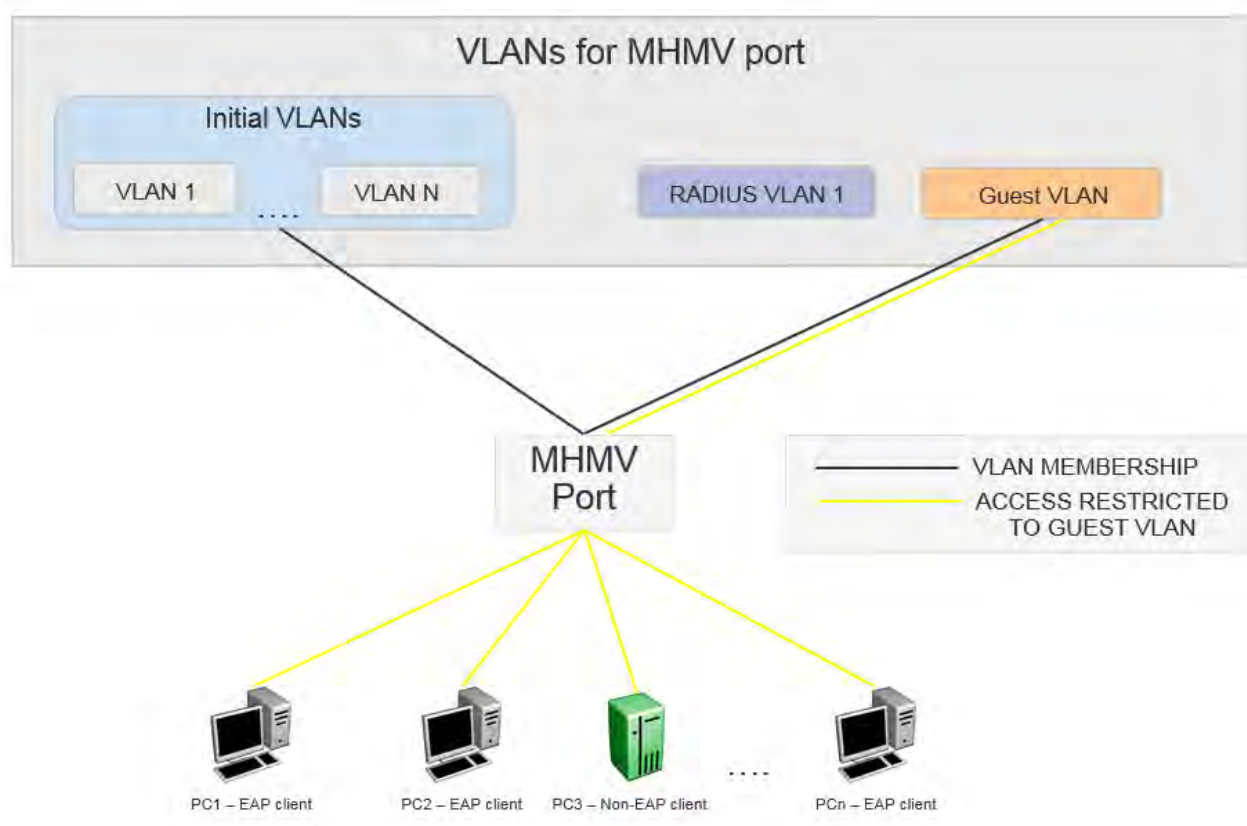 VLANs for MHMV port
Initial VLANs
VLAN 1
....
VLAN N
RADIUS VLAN 1
Guest VLAN
MHMV
Port
VLAN MEMBERSHIP
ACCESS RESTRICTED
TO GUEST VLAN
....
PC1 – EAP client
PC2 – EAP client
PC3 – Non-EAP client
PCn – EAP client